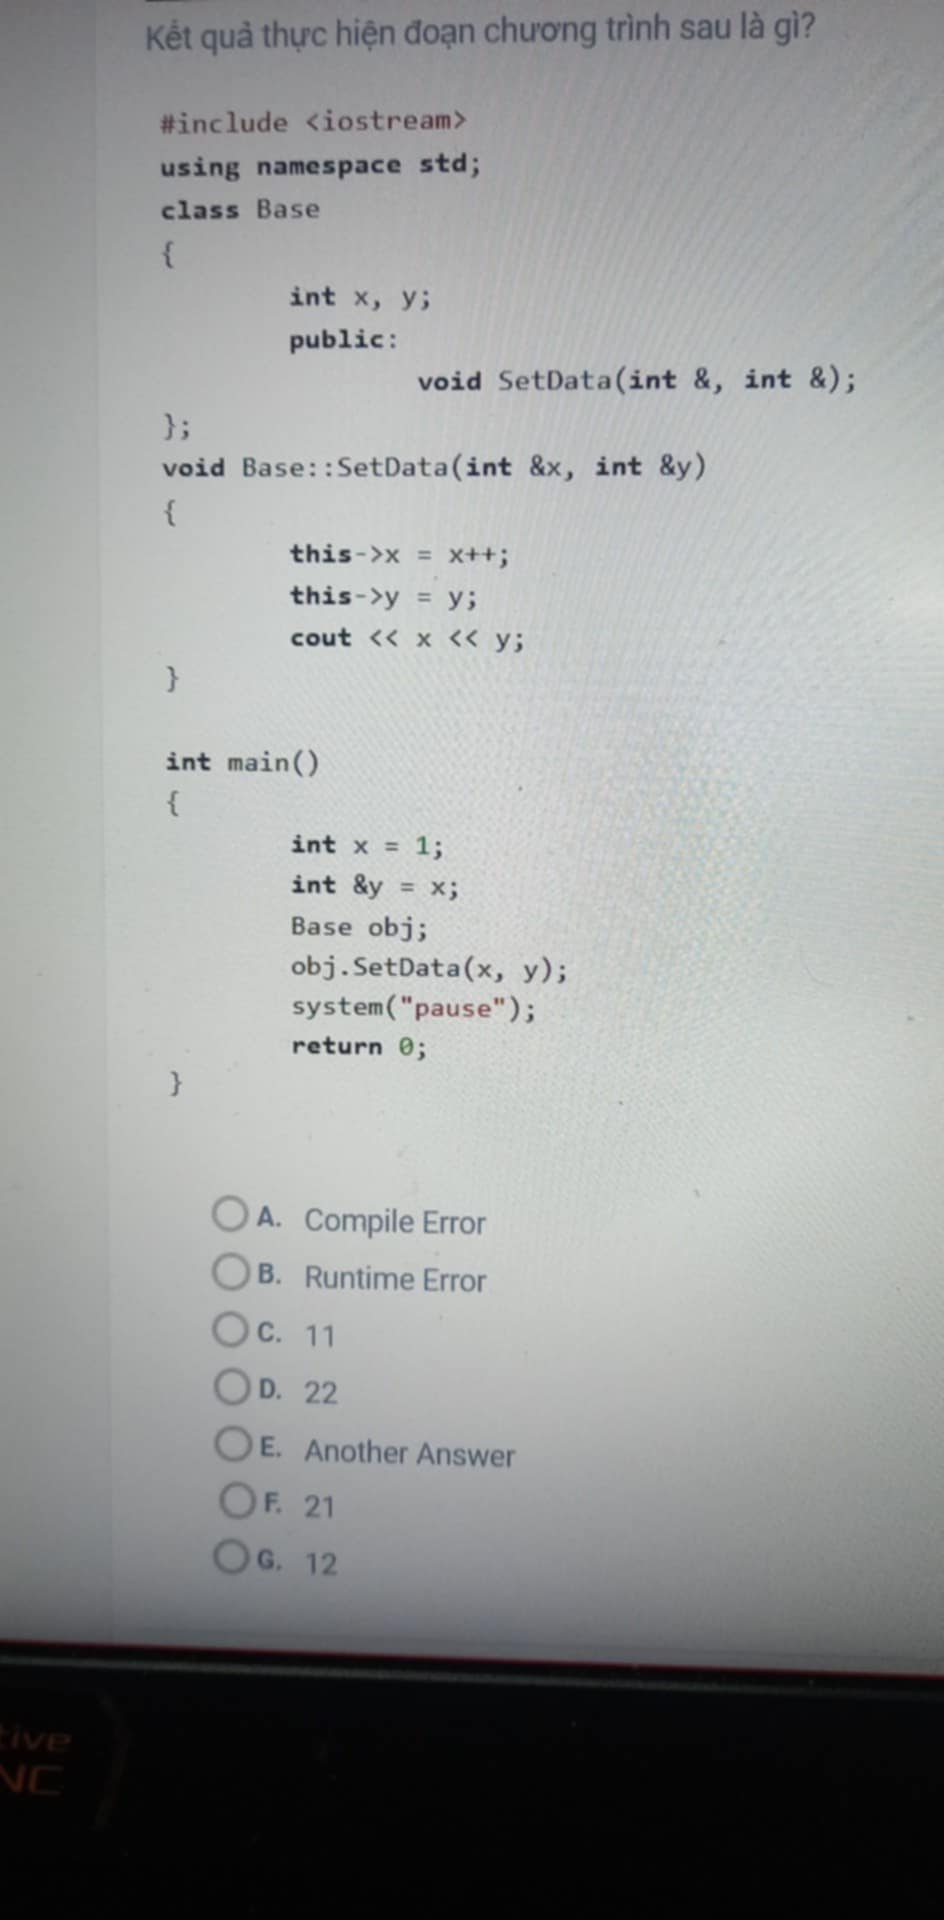 Kết quả thực hiện đoạn chương trình sau là gì?
#include <iostream>
using namespace std;
class Base
{
int x, y;
public:
void SetData(int &, int &);
};
void Base::SetData(int &x, int &y)
{
this->x = x++;
this->y = y;
cout << x << y;
}
int main()
{
int x = 1;
int &y = x;
Base obj;
obj.SetData(x, y);
system("pause");
return 0;
}
A. Compile Error
B. Runtime Error
C. 11
D. 22
E. Another Answer
F. 21
G. 12
tive
NC